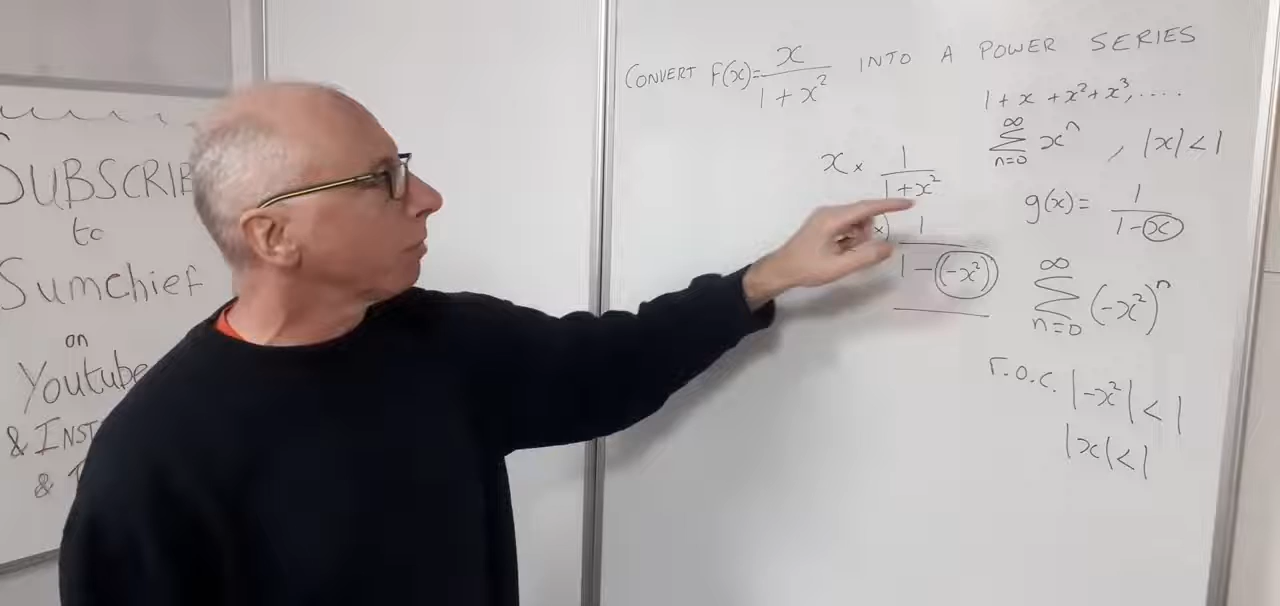 SUBSCRIBE
to
Sumchief
on
Youtube
& INST
&
CONVERT F(x)=x/(1+x²) INTO A POWER SERIES
1+x+x²+x³,....
∑_{n=0}^{∞} xⁿ , |x|<1
x × 1/(1+x²)
g(x)= 1/(1-x)
x) 1/(1-(-x²))
∑_{n=0}^{∞} (-x²)ⁿ
r.o.c. |-x²|<1
|x|<1